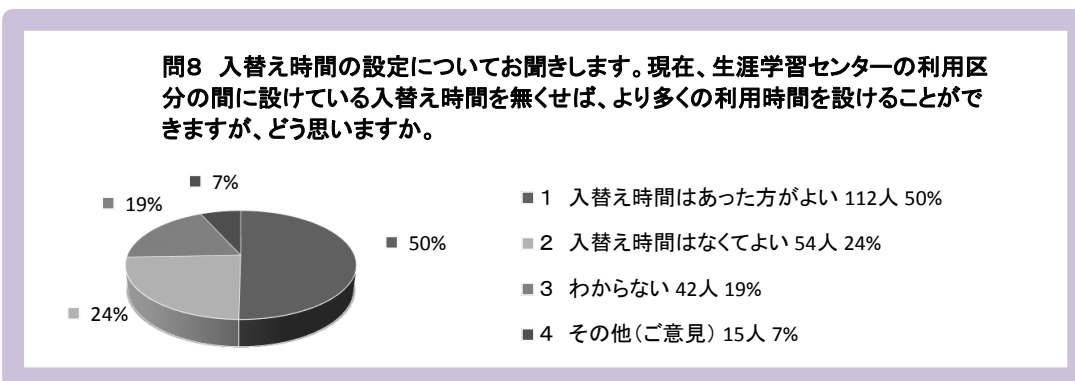 問8 入替え時間の設定についてお聞きします。現在、生涯学習センターの利用区
分の間に設けている入替え時間を無くせば、より多くの利用時間を設けることがで
きますが、どう思いますか。
7%
19%
50%
24%
1 入替え時間はあった方がよい 112人 50%
2 入替え時間はなくてよい 54人 24%
3 わからない 42人 19%
4 その他(ご意見) 15人 7%